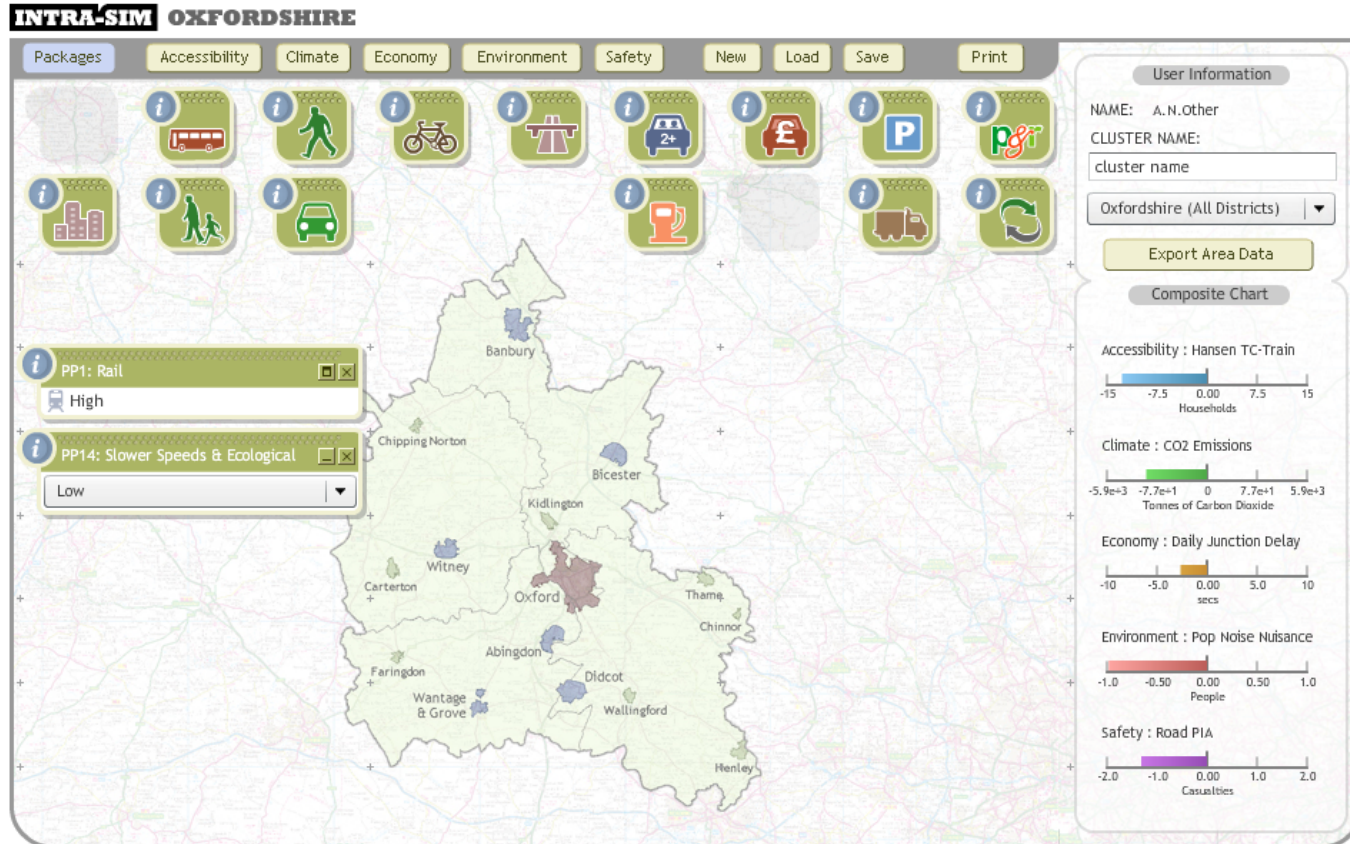 INTRA-SIM OXFORDSHIRE
Packages Accessibility Climate Economy Environment Safety New Load Save Print
i i i i i i i i
2+ £ P p&r
i i i i i i
User Information
NAME: A.N.Other
CLUSTER NAME:
cluster name
Oxfordshire (All Districts)
Export Area Data
i
PP1: Rail
High
i
PP14: Slower Speeds & Ecological
Low
Banbury
Chipping Norton
Bicester
Kidlington
Witney
Carterton
Oxford
Thame
Chinnor
Abingdon
Faringdon
Didcot
Wantage
& Grove
Wallingford
Henley
Composite Chart
Accessibility : Hansen TC-Train
-15 -7.5 0.00 7.5 15
Households
Climate : CO2 Emissions
-5.9e+3 -7.7e+1 0 7.7e+1 5.9e+3
Tonnes of Carbon Dioxide
Economy : Daily Junction Delay
-10 -5.0 0.00 5.0 10
secs
Environment : Pop Noise Nuisance
-1.0 -0.50 0.00 0.50 1.0
People
Safety : Road PIA
-2.0 -1.0 0.00 1.0 2.0
Casualties